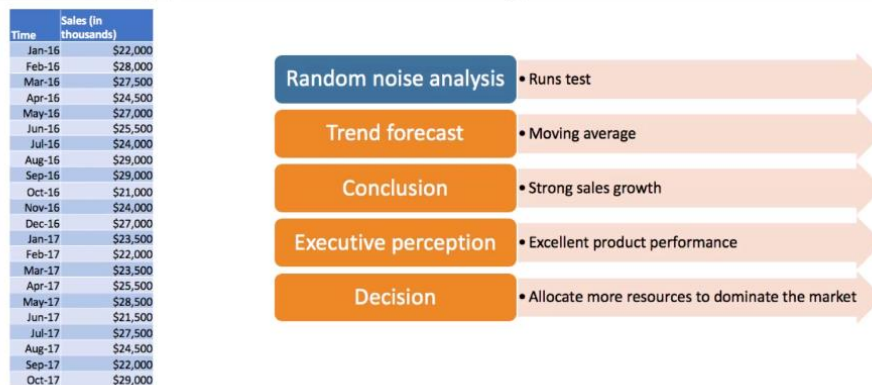 Time Sales (in thousands)
Jan-16 $22,000
Feb-16 $28,000
Mar-16 $27,500
Apr-16 $24,500
May-16 $27,000
Jun-16 $25,500
Jul-16 $24,000
Aug-16 $29,000
Sep-16 $29,000
Oct-16 $21,000
Nov-16 $24,000
Dec-16 $27,000
Jan-17 $23,500
Feb-17 $22,000
Mar-17 $23,500
Apr-17 $25,500
May-17 $28,500
Jun-17 $21,500
Jul-17 $27,500
Aug-17 $24,500
Sep-17 $22,000
Oct-17 $29,000
Random noise analysis • Runs test
Trend forecast • Moving average
Conclusion • Strong sales growth
Executive perception • Excellent product performance
Decision • Allocate more resources to dominate the market